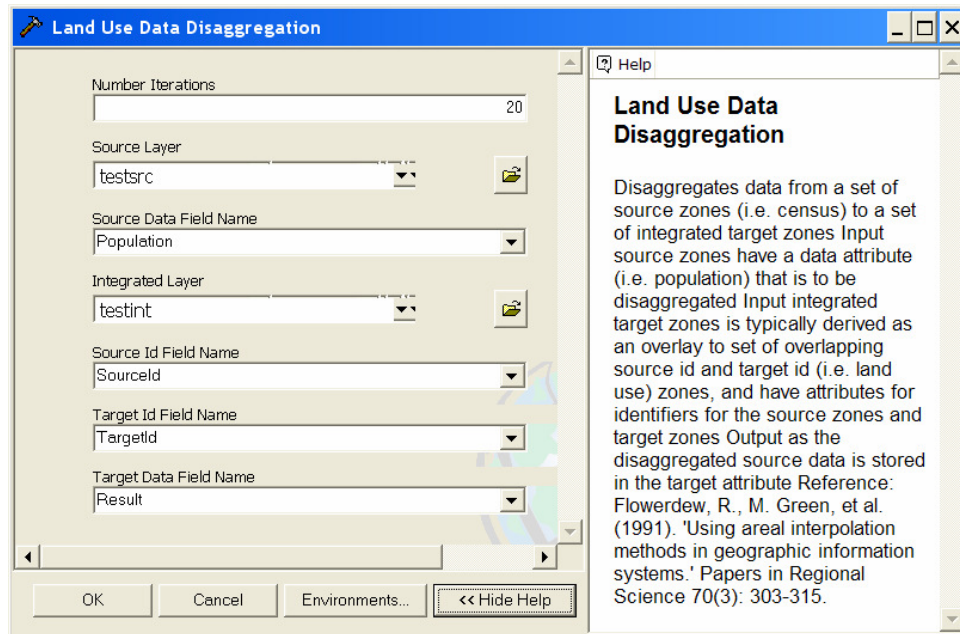 Land Use Data Disaggregation
Number Iterations
20
Source Layer
testsrc
Source Data Field Name
Population
Integrated Layer
testint
Source Id Field Name
SourceId
Target Id Field Name
TargetId
Target Data Field Name
Result
OK
Cancel
Environments...
<< Hide Help
Help
Land Use Data
Disaggregation
Disaggregates data from a set of
source zones (i.e. census) to a set
of integrated target zones Input
source zones have a data attribute
(i.e. population) that is to be
disaggregated Input integrated
target zones is typically derived as
an overlay to set of overlapping
source id and target id (i.e. land
use) zones, and have attributes for
identifiers for the source zones and
target zones Output as the
disaggregated source data is stored
in the target attribute Reference:
Flowerdew, R., M. Green, et al.
(1991). 'Using areal interpolation
methods in geographic information
systems.' Papers in Regional
Science 70(3): 303-315.